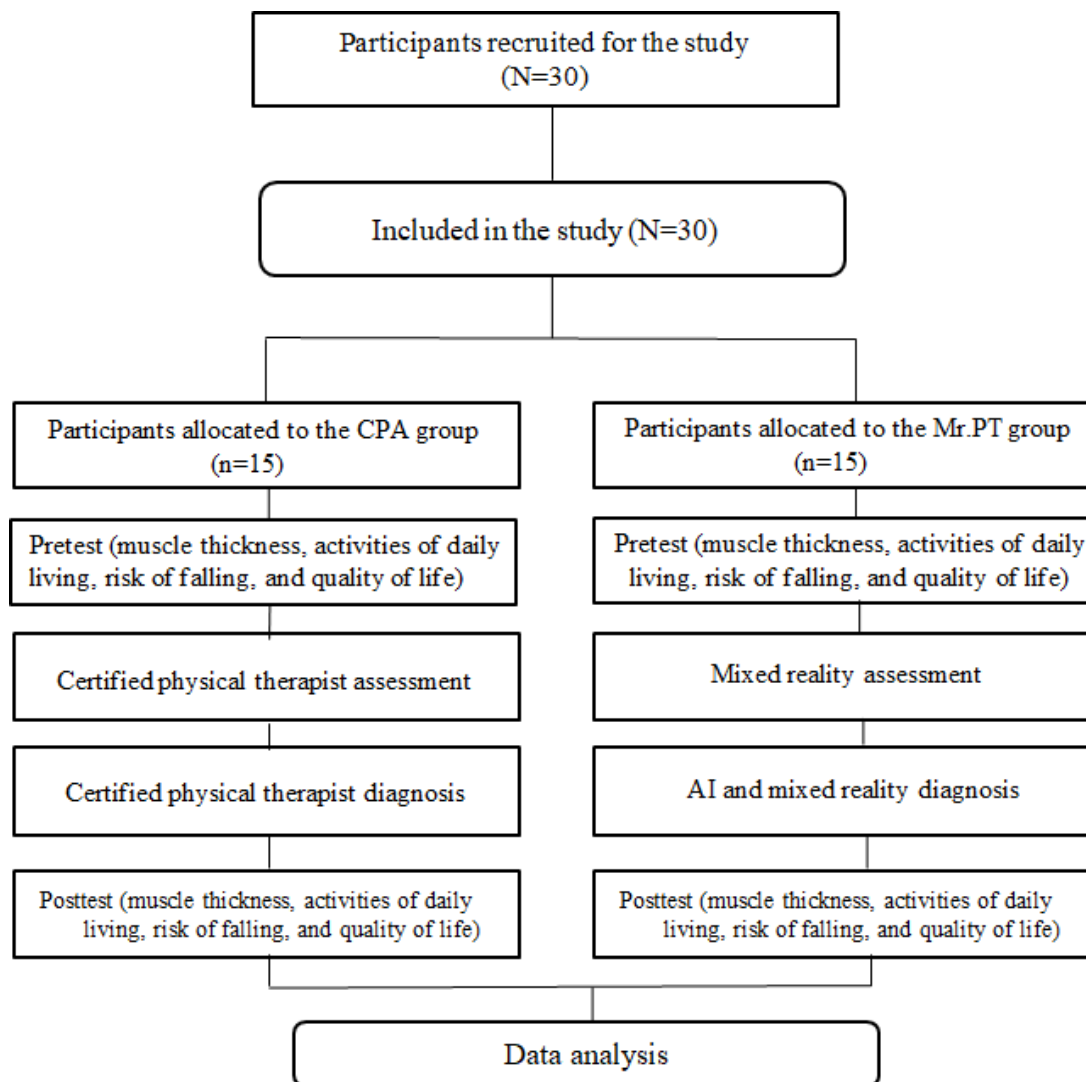 Participants recruited for the study
(N=30)
Included in the study (N=30)
Participants allocated to the CPA group
(n=15)
Pretest (muscle thickness, activities of daily
living, risk of falling, and quality of life)
Certified physical therapist assessment
Certified physical therapist diagnosis
Posttest (muscle thickness, activities of daily
living, risk of falling, and quality of life)
Participants allocated to the Mr.PT group
(n=15)
Pretest (muscle thickness, activities of daily
living, risk of falling, and quality of life)
Mixed reality assessment
AI and mixed reality diagnosis
Posttest (muscle thickness, activities of daily
living, risk of falling, and quality of life)
Data analysis